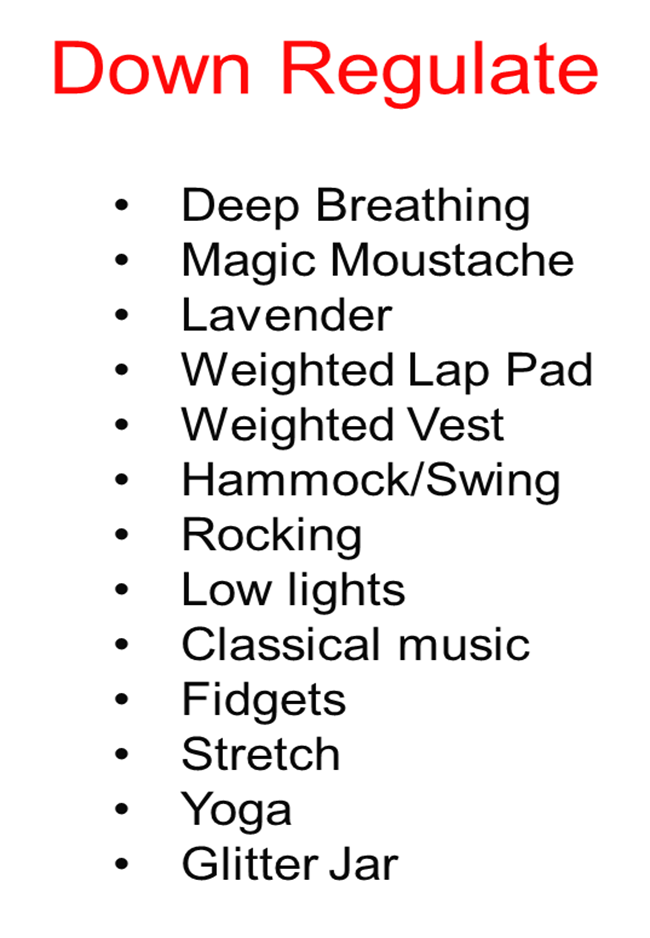 Down Regulate
• Deep Breathing
• Magic Moustache
• Lavender
• Weighted Lap Pad
• Weighted Vest
• Hammock/Swing
• Rocking
• Low lights
• Classical music
• Fidgets
• Stretch
• Yoga
• Glitter Jar